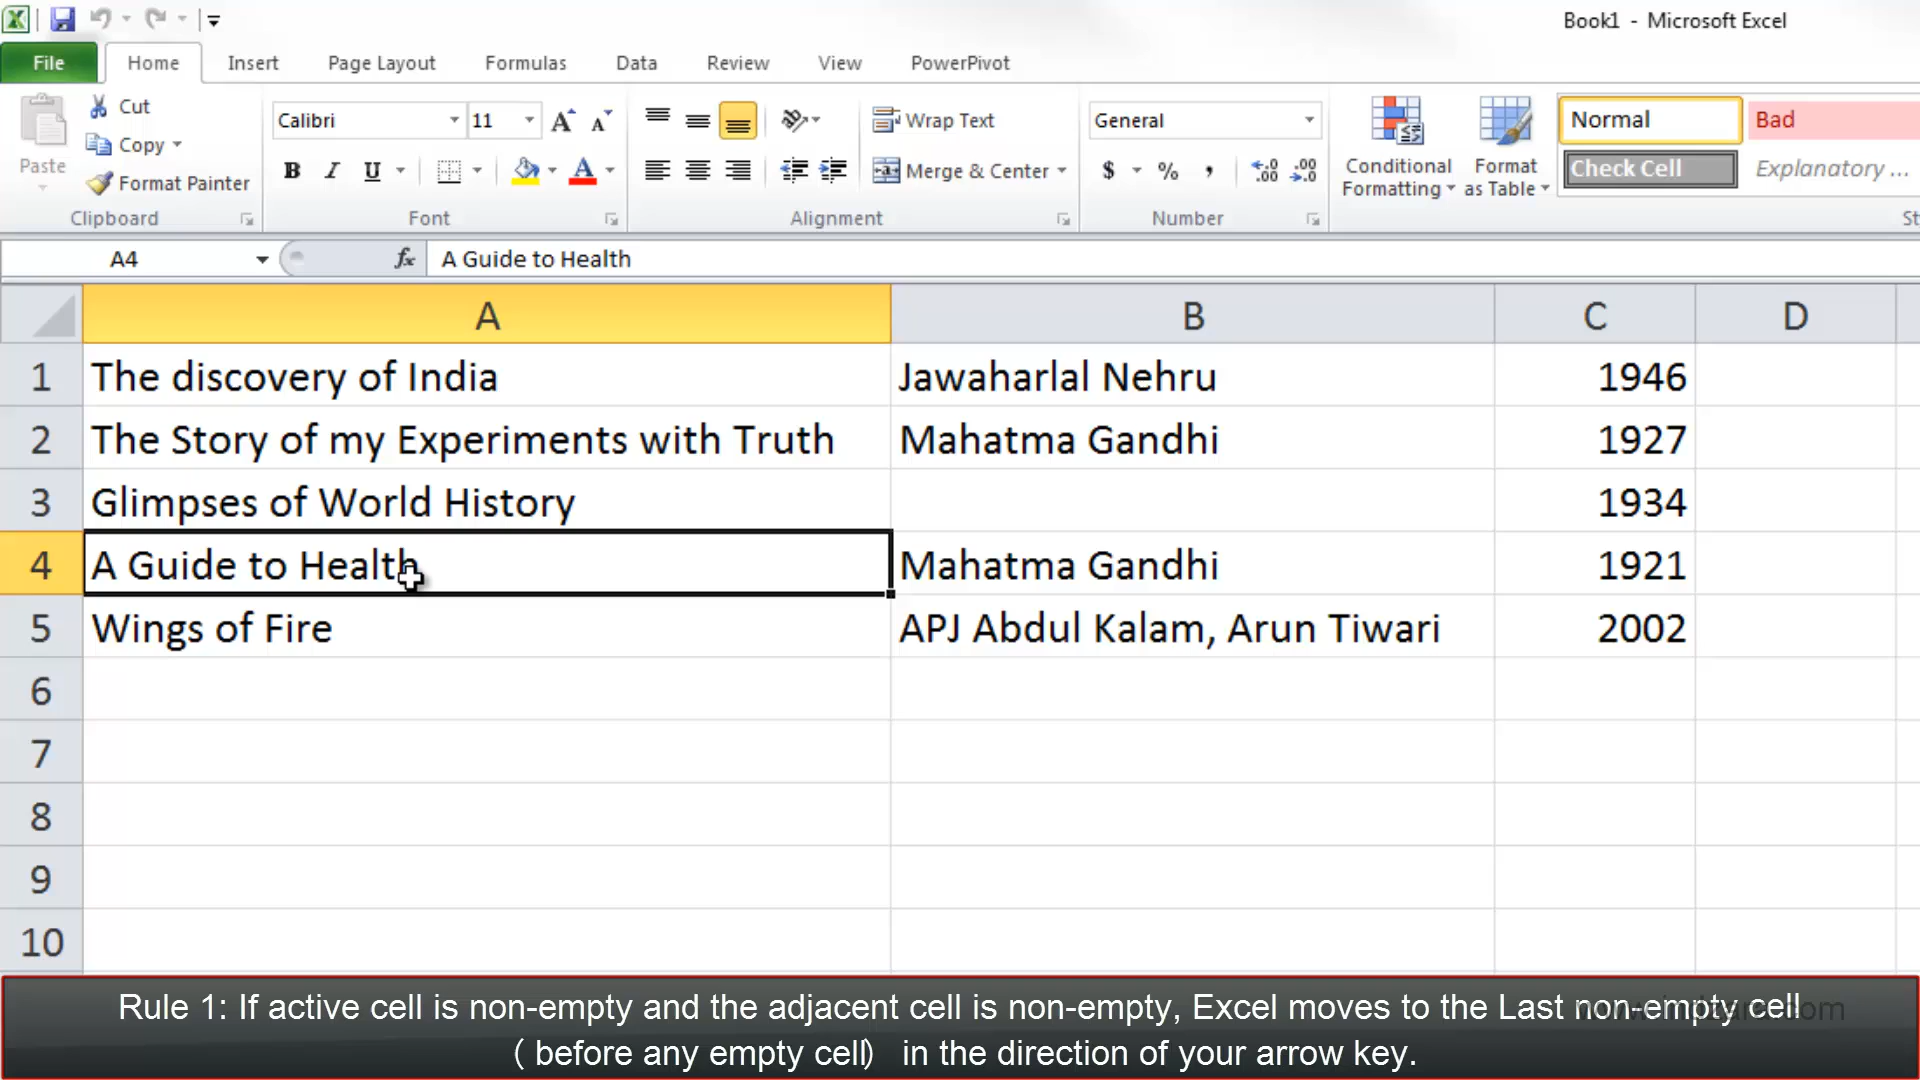 Book1 - Microsoft Excel
File Home Insert Page Layout Formulas Data Review View PowerPivot
Paste
Cut
Copy
Format Painter
Clipboard
Calibri 11
B I U
Font
Wrap Text
Merge & Center
Alignment
General
$ % ,
Number
Conditional
Formatting
Format
as Table
Normal Bad
Check Cell Explanatory ...
St
A4 fx A Guide to Health
A B C D
1 The discovery of India Jawaharlal Nehru 1946
2 The Story of my Experiments with Truth Mahatma Gandhi 1927
3 Glimpses of World History 1934
4 A Guide to Health Mahatma Gandhi 1921
5 Wings of Fire APJ Abdul Kalam, Arun Tiwari 2002
6
7
8
9
10
Rule 1: If active cell is non-empty and the adjacent cell is non-empty, Excel moves to the Last non-empty cell
( before any empty cell) in the direction of your arrow key.